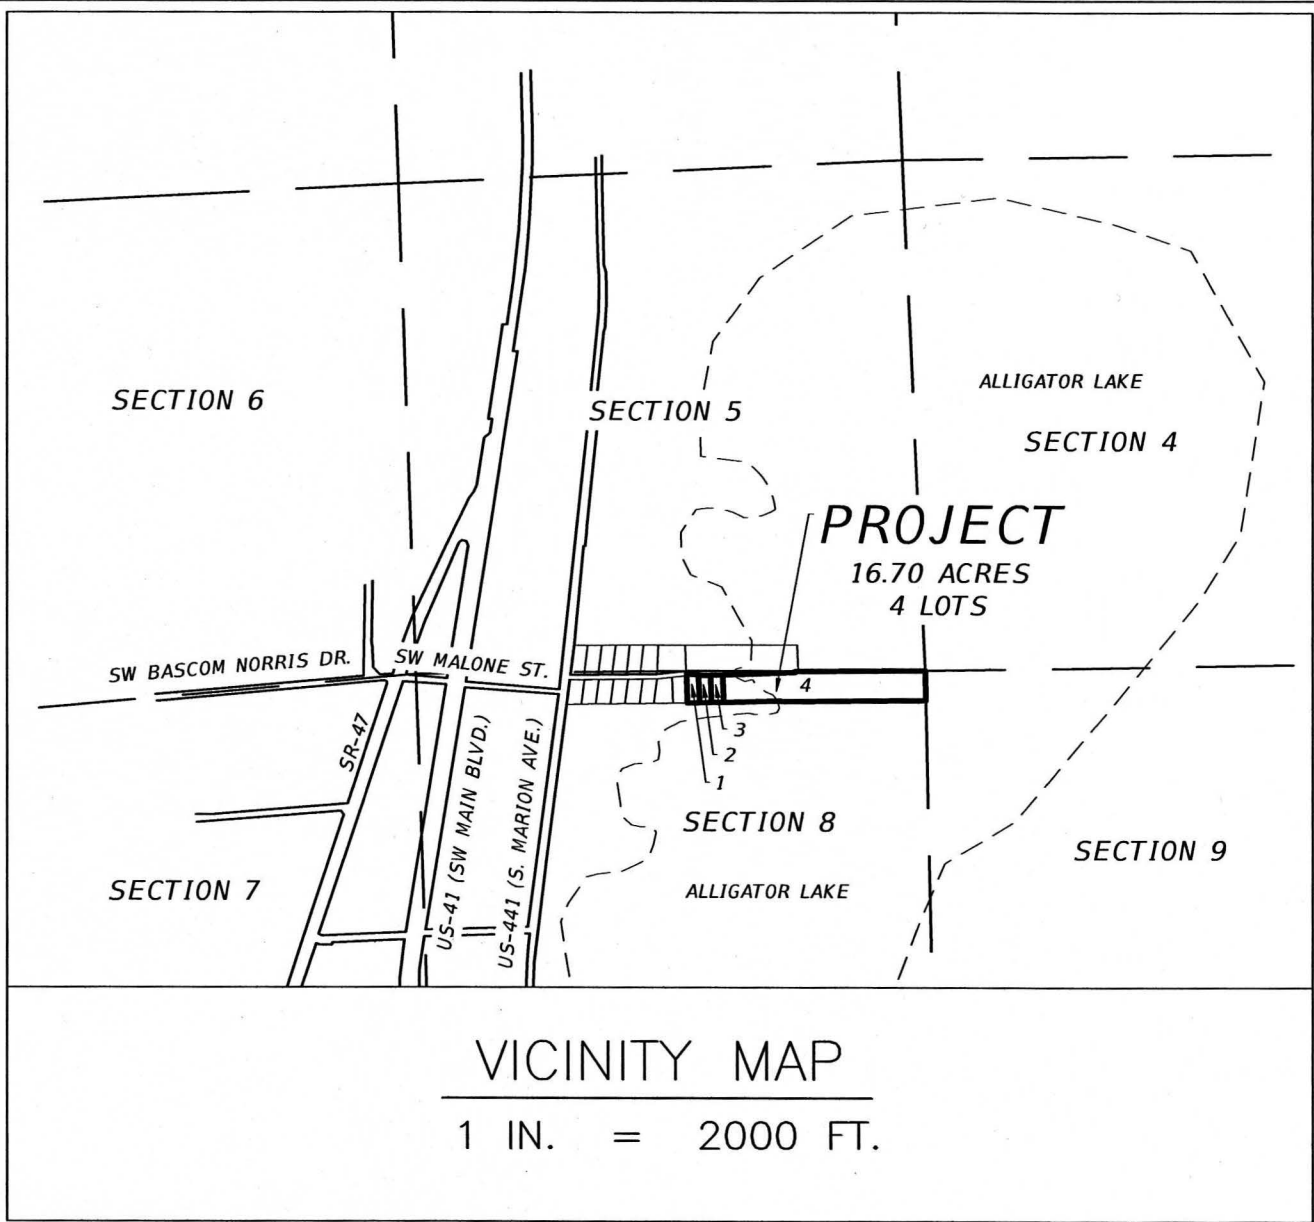 SECTION 6
SECTION 5
ALLIGATOR LAKE
SECTION 4
PROJECT
16.70 ACRES
4 LOTS
SW BASCOM NORRIS DR.
SW MALONE ST.
4
3
2
1
SR-47
US-41 (SW MAIN BLVD.)
US-441 (S. MARION AVE.)
SECTION 8
SECTION 9
SECTION 7
ALLIGATOR LAKE
VICINITY MAP
1 IN. = 2000 FT.